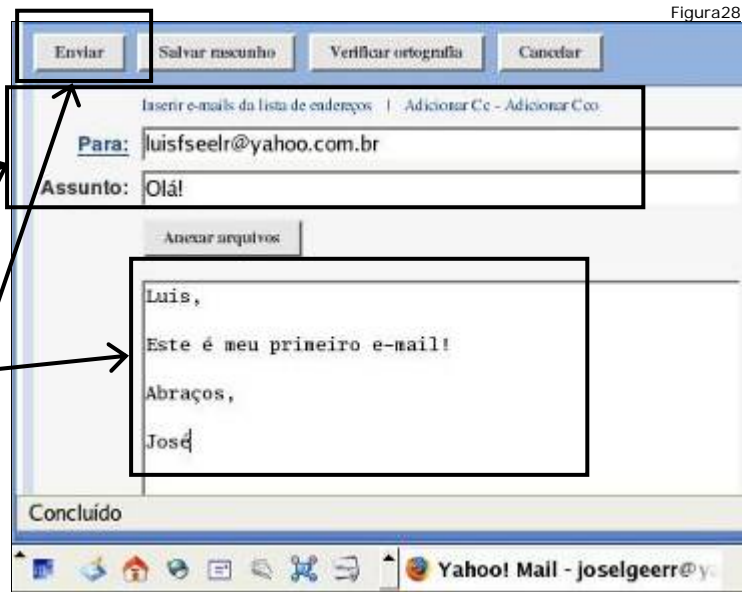 Figura28
Enviar Salvar rascunho Verificar ortografia Cancelar
Inserir e-mails da lista de endereços | Adicionar Cc - Adicionar Cco
Para: luisfseelr@yahoo.com.br
Assunto: Olá!
Anexar arquivos
Luis,
Este é meu primeiro e-mail!
Abraços,
José
Concluído
Yahoo! Mail - joselgeerr@y